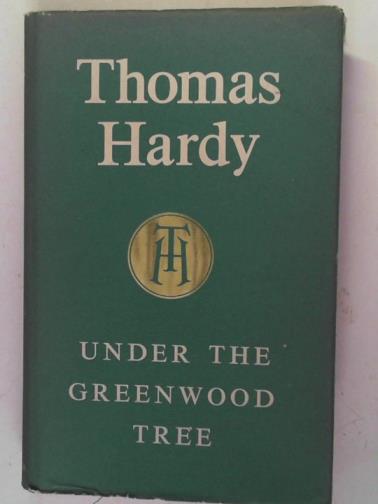 Thomas
Hardy
TH
UNDER THE
GREENWOOD
TREE